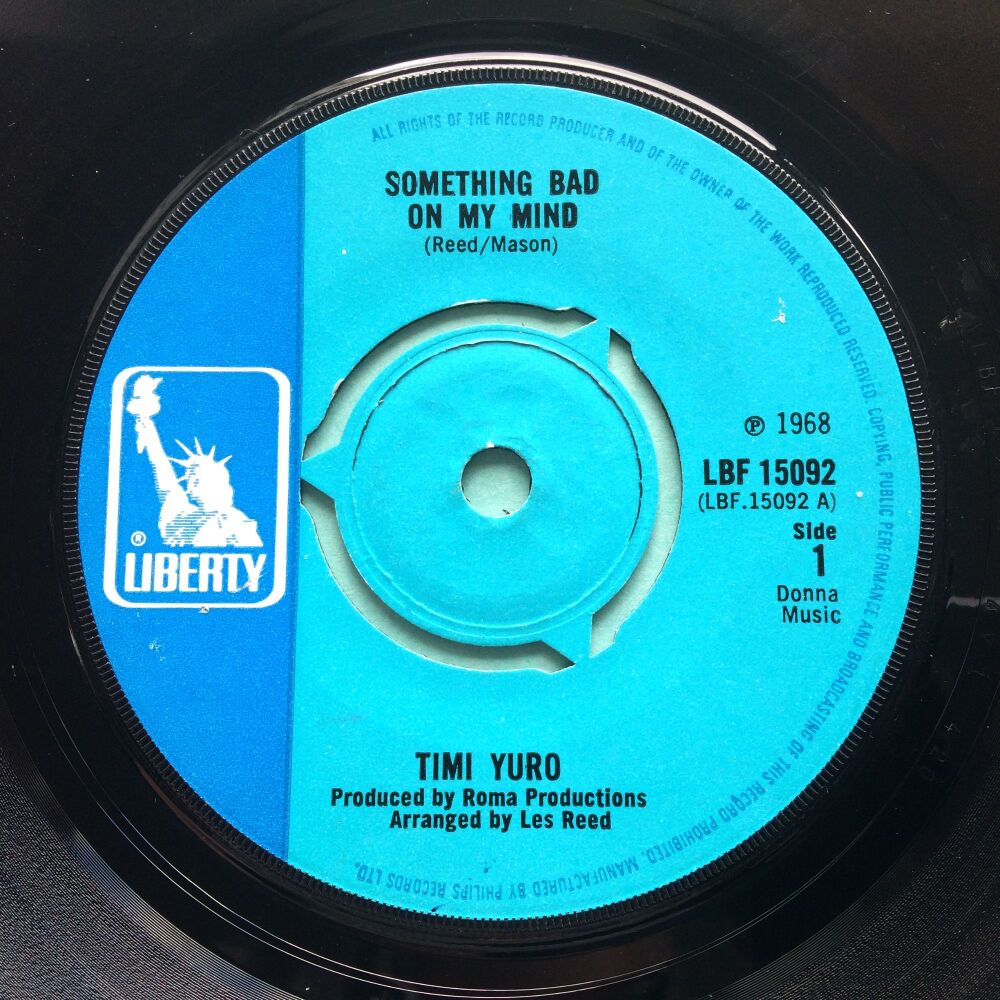 ALL RIGHTS OF THE RECORD PRODUCER AND OF THE OWNER OF THE WORK REPRODUCED RESERVED. COPYING, PUBLIC PERFORMANCE AND BROADCASTING OF THIS RECORD PROHIBITED. MANUFACTURED BY PHILIPS RECORDS LTD.
SOMETHING BAD
ON MY MIND
(Reed/Mason)
℗ 1968
LBF 15092
(LBF.15092 A)
Side
1
Donna
Music
® LIBERTY
TIMI YURO
Produced by Roma Productions
Arranged by Les Reed